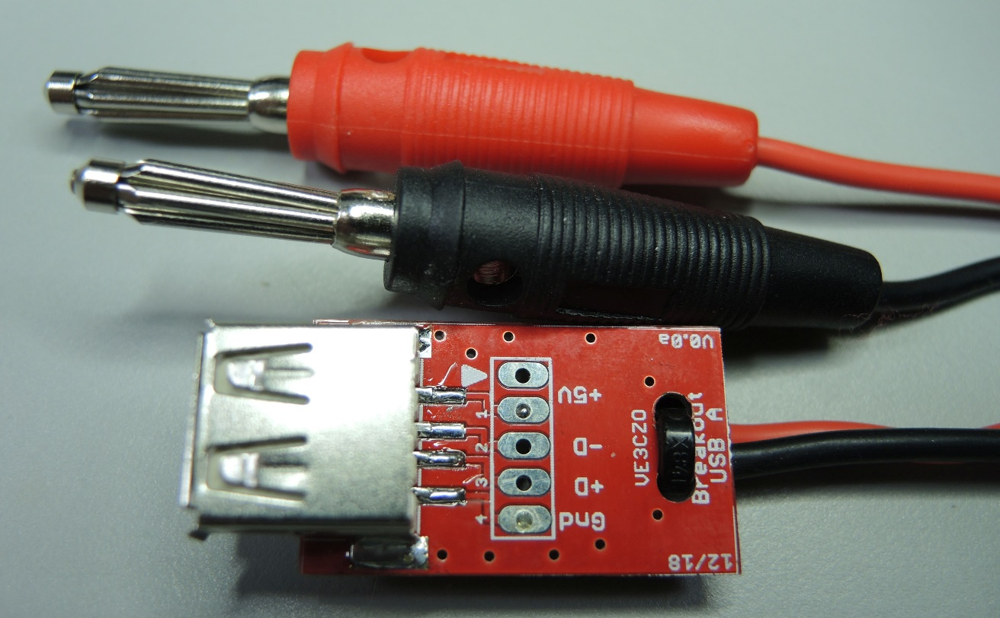 V0.0a
+5V
1
-D
2
+D
3
Gnd
4
VE3CZO
Breakout
USB A
12/18